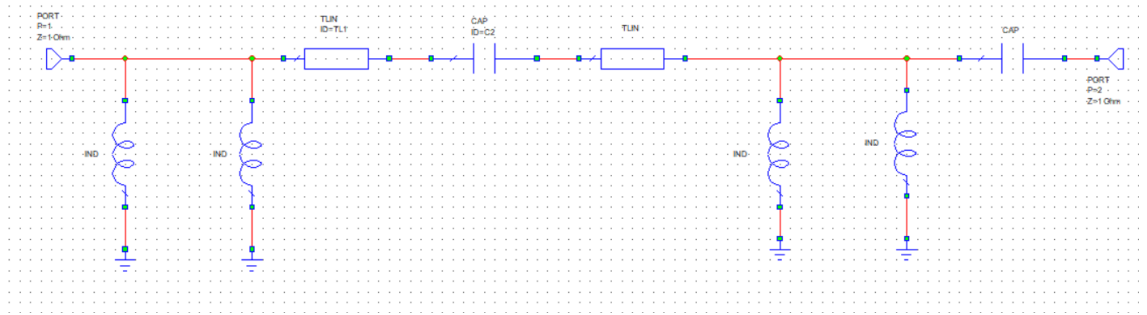 PORT
P=1
Z=1 Ohm
TLIN
ID=TL1
CAP
ID=C2
TLIN
CAP
PORT
P=2
Z=1 Ohm
IND
IND
IND
IND